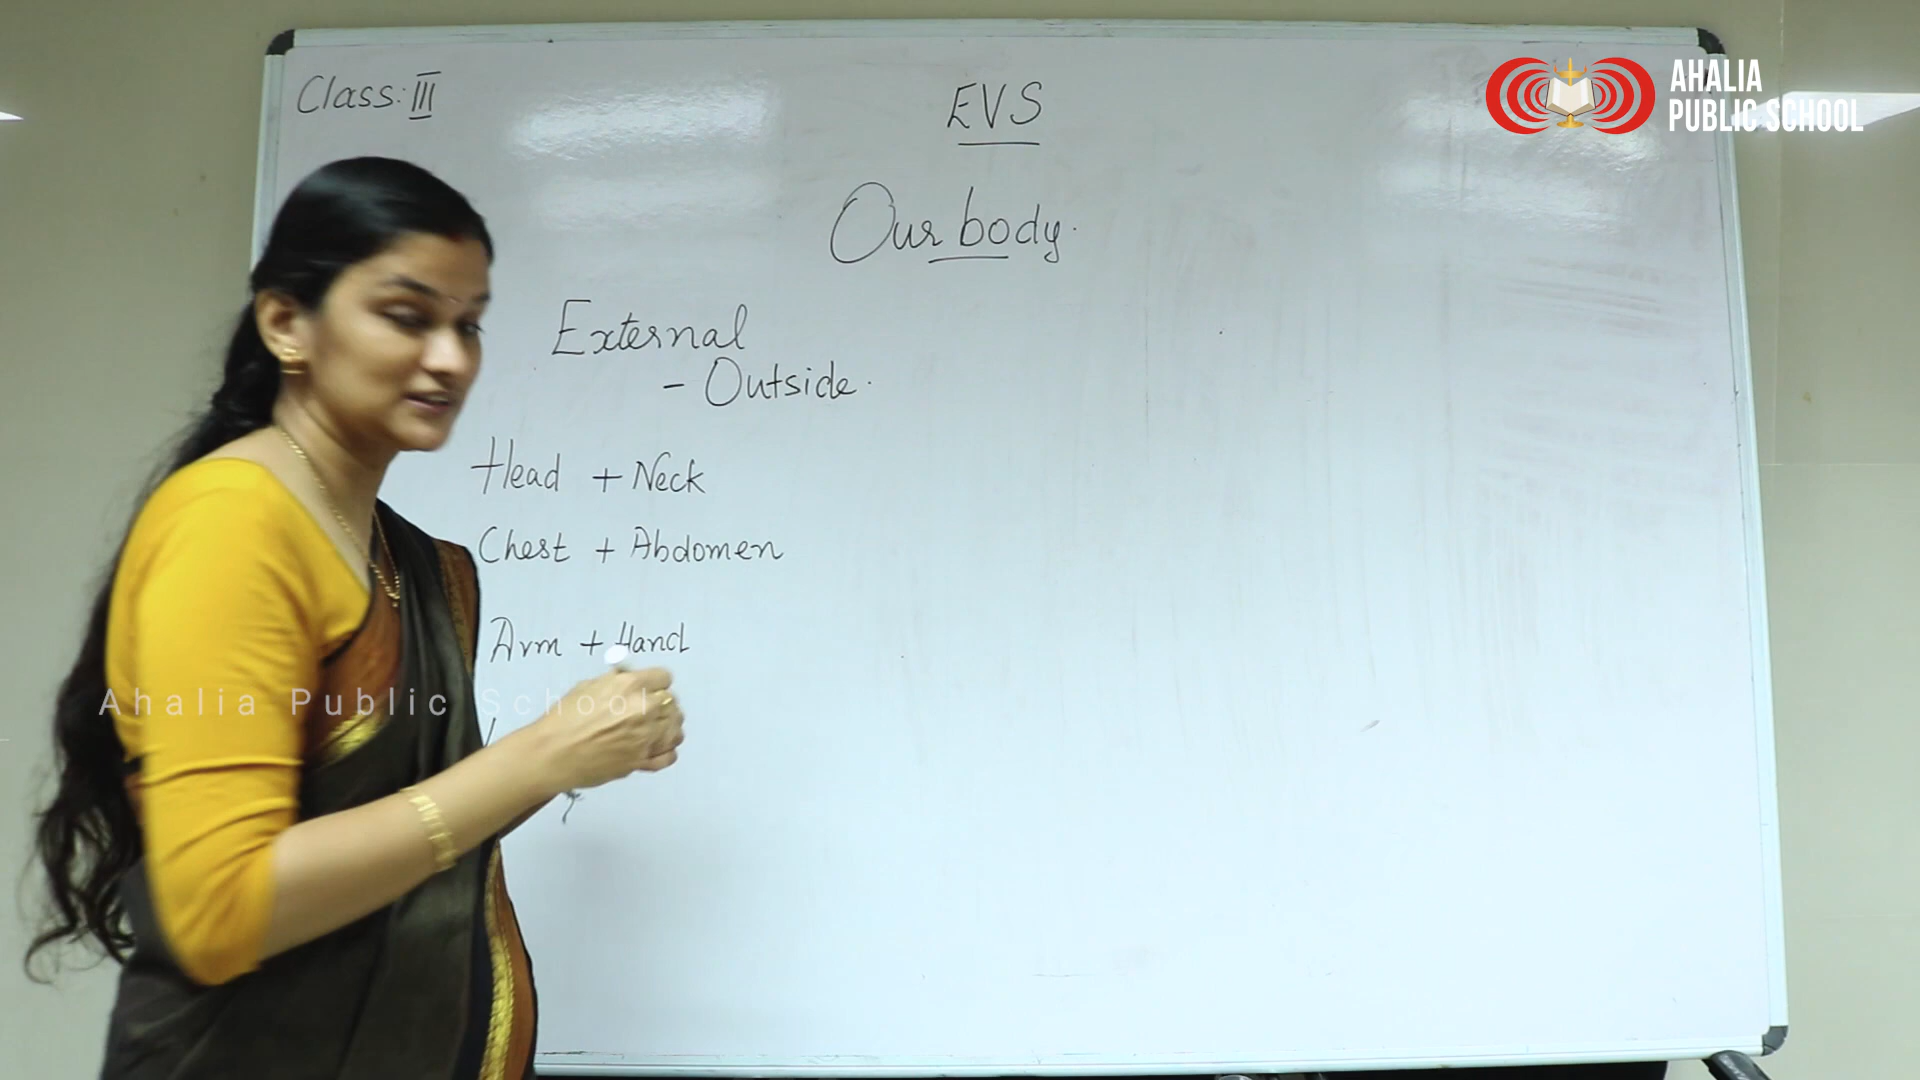 Class: III
EVS
AHALIA
PUBLIC SCHOOL
Our body.
External
- Outside.
Head + Neck
Chest + Abdomen
Arm + Hand
Ahalia Public School